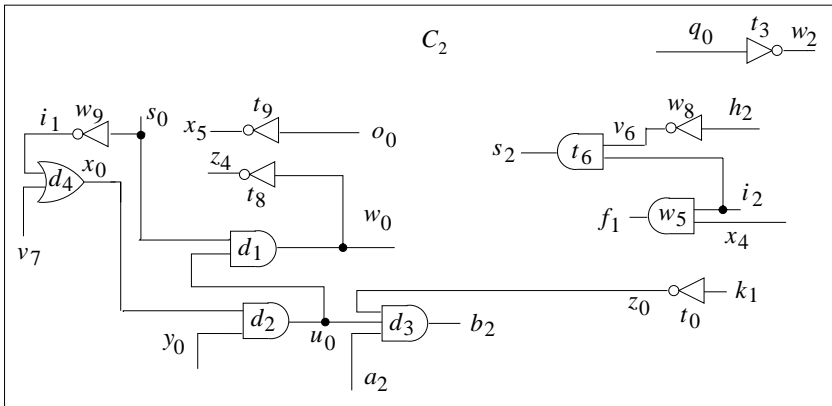 C2
q0 t3 w2
i1 w9 s0
x5 t9 o0
v6 w8 h2
s2 t6
z4 t8
d4 x0
v7
w0
d1
f1 w5 i2
x4
z0 t0 k1
y0 d2 u0 d3 b2
a2